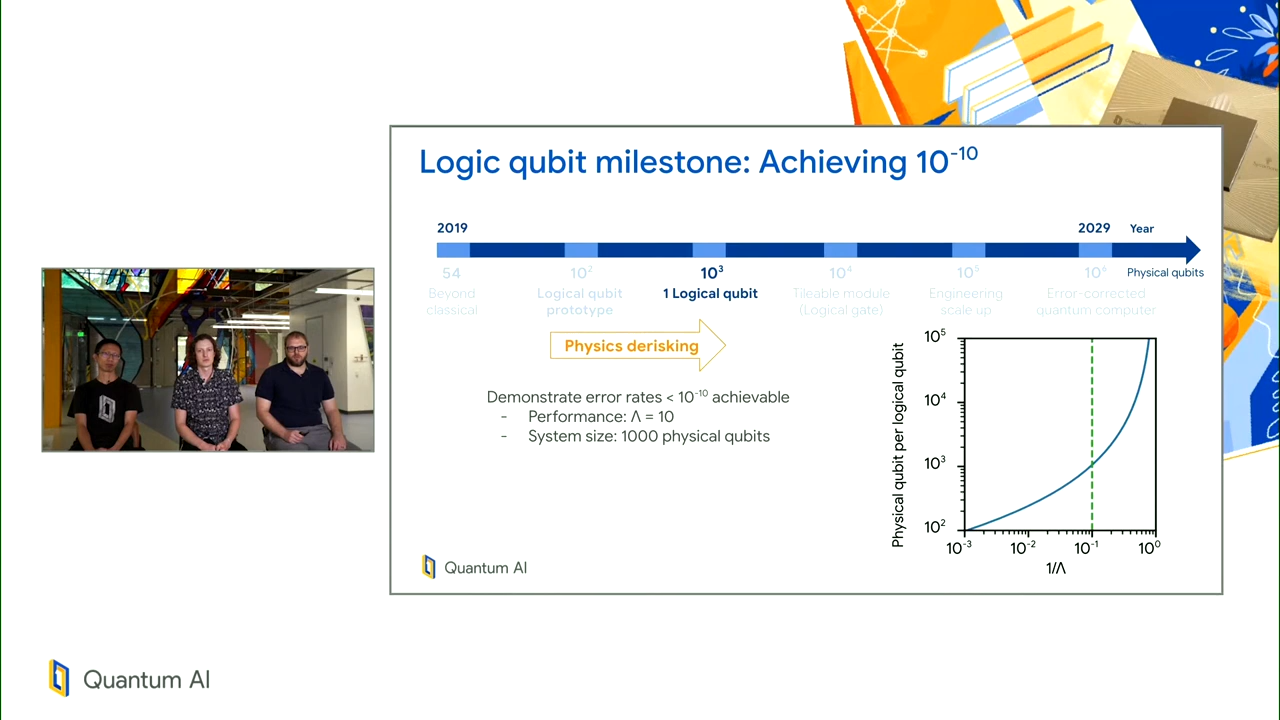 Logic qubit milestone: Achieving 10⁻¹⁰
2019
2029
Year
54
10²
10³
10⁴
10⁵
10⁶
Physical qubits
Beyond
classical
Logical qubit
prototype
1 Logical qubit
Tileable module
(Logical gate)
Engineering
scale up
Error-corrected
quantum computer
Physics derisking
Demonstrate error rates < 10⁻¹⁰ achievable
- Performance: Λ = 10
- System size: 1000 physical qubits
Physical qubit per logical qubit
10⁵
10⁴
10³
10²
10⁻³
10⁻²
10⁻¹
10⁰
1/Λ
Quantum AI
Quantum AI